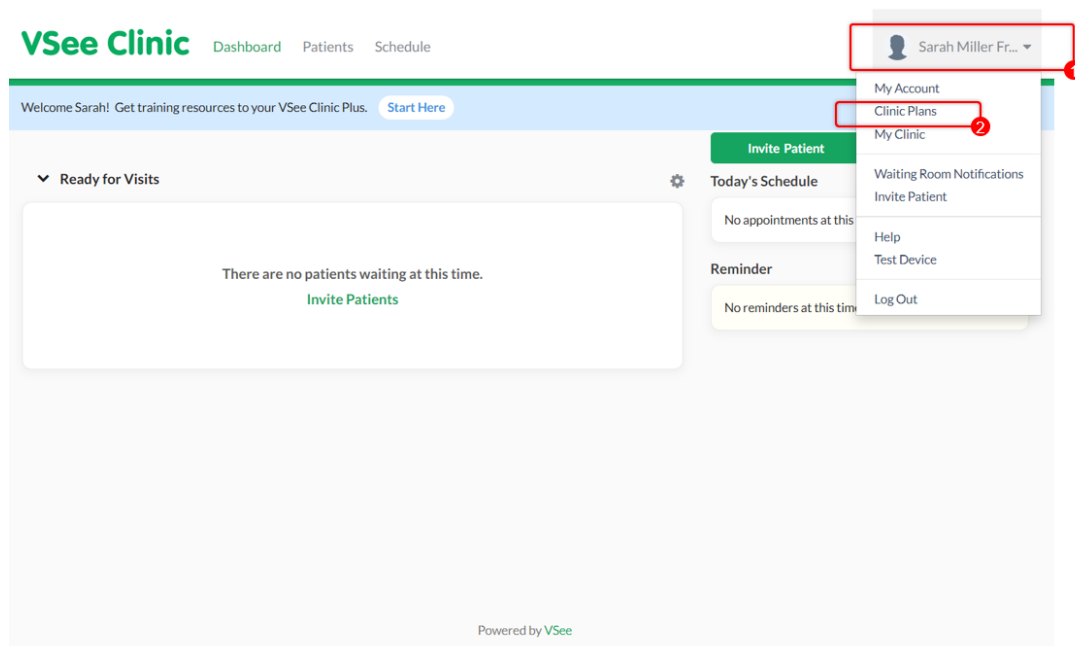 VSee Clinic Dashboard Patients Schedule Sarah Miller Fr...
1
Welcome Sarah! Get training resources to your VSee Clinic Plus. Start Here
My Account
Clinic Plans
2
My Clinic
Waiting Room Notifications
Invite Patient
Help
Test Device
Log Out
Ready for Visits
There are no patients waiting at this time.
Invite Patients
Invite Patient
Today's Schedule
No appointments at this
Reminder
No reminders at this time
Powered by VSee